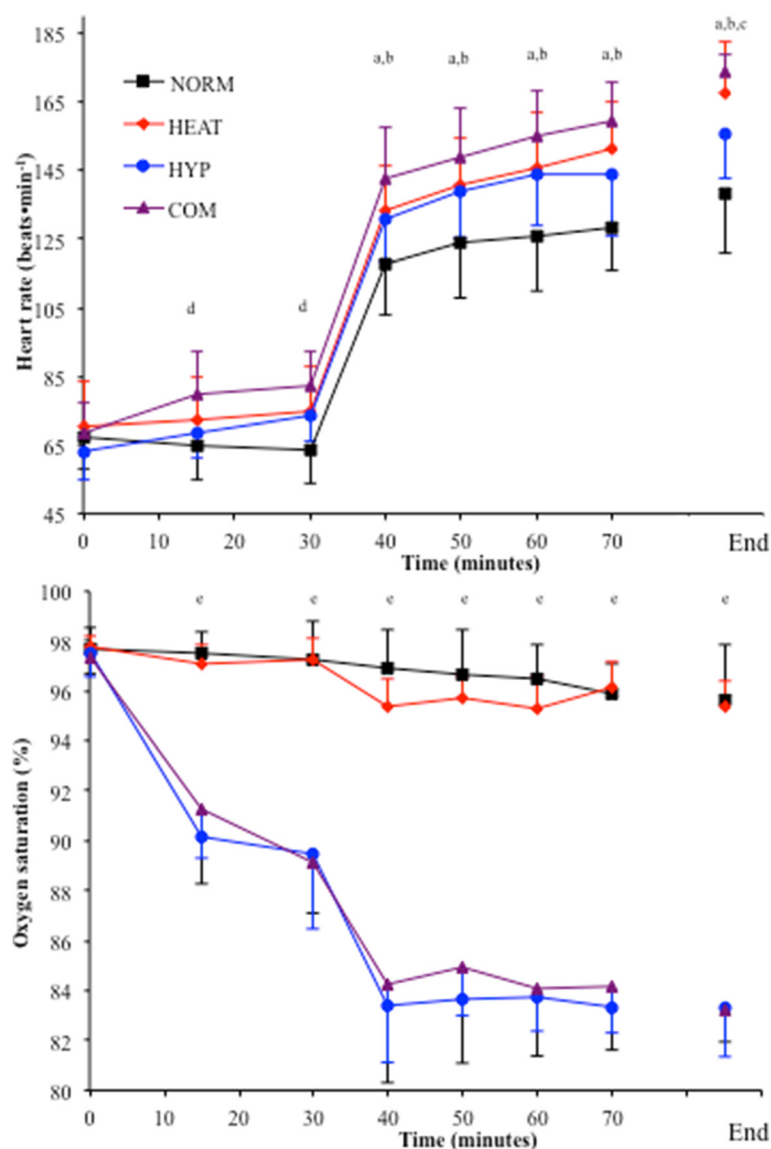 185
a,b,c
a,b a,b a,b a,b
NORM
165
HEAT
145
HYP
COM
125
Heart rate (beats•min⁻¹)
105
d d
85
65
45
0 10 20 30 40 50 60 70
End
Time (minutes)
100
e e e e e e e
98
96
94
92
Oxygen saturation (%)
90
88
86
84
82
80
0 10 20 30 40 50 60 70
End
Time (minutes)